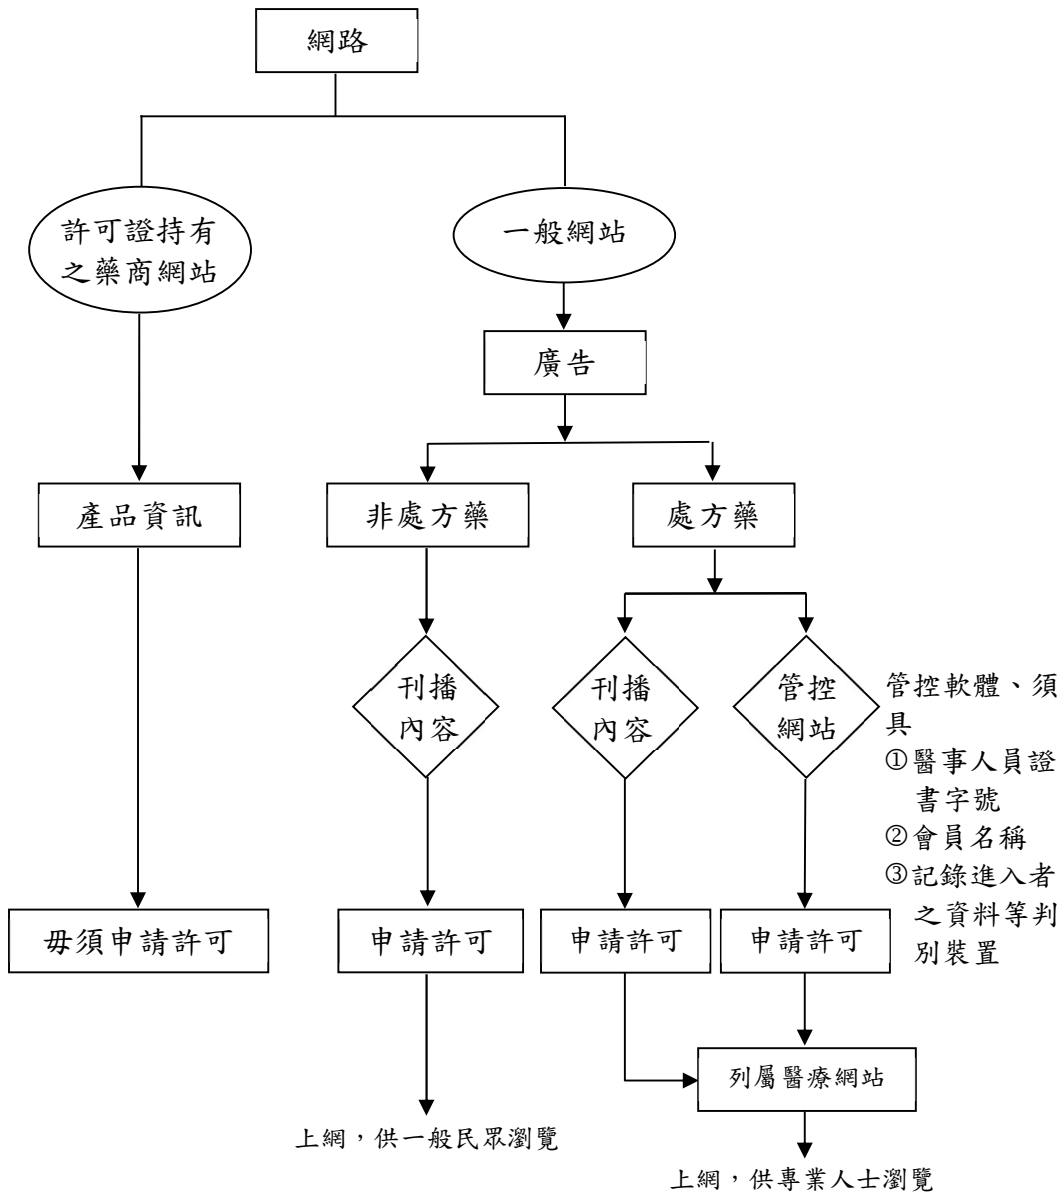 網路
許可證持有
之藥商網站
一般網站
廣告
產品資訊
非處方藥
處方藥
刊播
內容
刊播
內容
管控
網站
管控軟體、須
具
①醫事人員證
書字號
②會員名稱
③記錄進入者
之資料等判
別裝置
毋須申請許可
申請許可
申請許可
申請許可
列屬醫療網站
上網，供一般民眾瀏覽
上網，供專業人士瀏覽